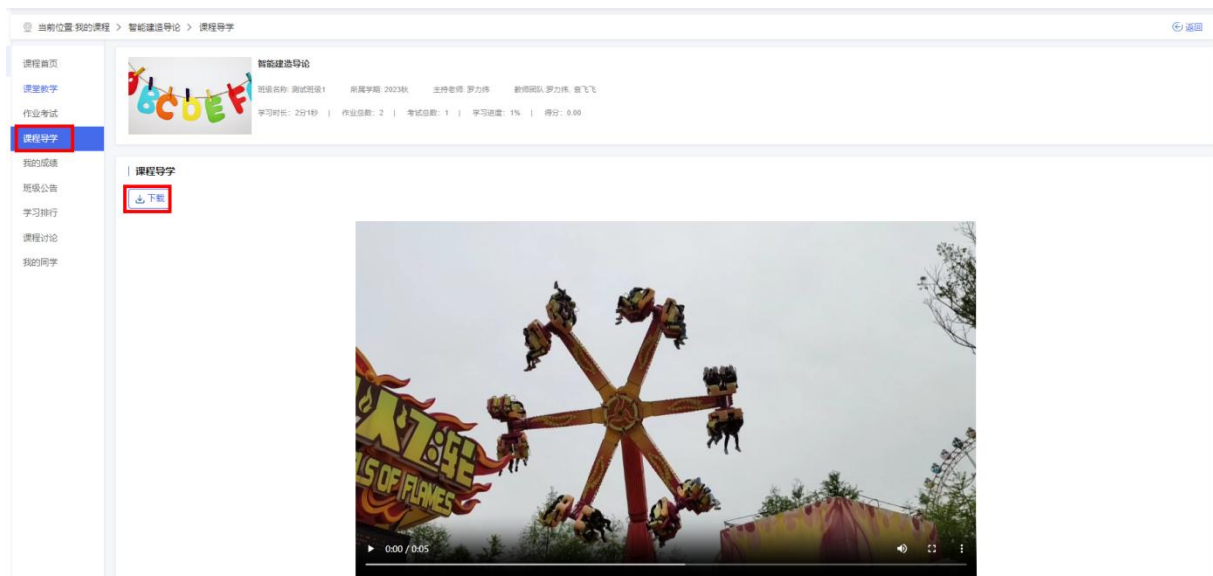 当前位置:我的课程 > 智能建造导论 > 课程导学
返回
课程首页
课堂教学
作业考试
课程导学
我的成绩
班级公告
学习排行
课程讨论
我的同学
智能建造导论
班级名称: 测试班级1 所属学期: 2023秋 主持老师: 罗力炜 教师团队: 罗力炜, 曾飞飞
学习时长: 2分1秒 | 作业总数: 2 | 考试总数: 1 | 学习进度: 1% | 得分: 0.00
ABCDEF
课程导学
下载
火轮
LS OF FLAMES
0:00 / 0:05